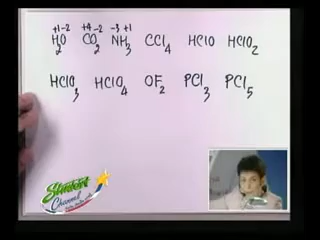 +1 -2 +4 -2 -3 +1
H₂O CO₂ NH₃ CCl₄ HClO HClO₂
HClO₃ HClO₄ OF₂ PCl₃ PCl₅
Student
Channel